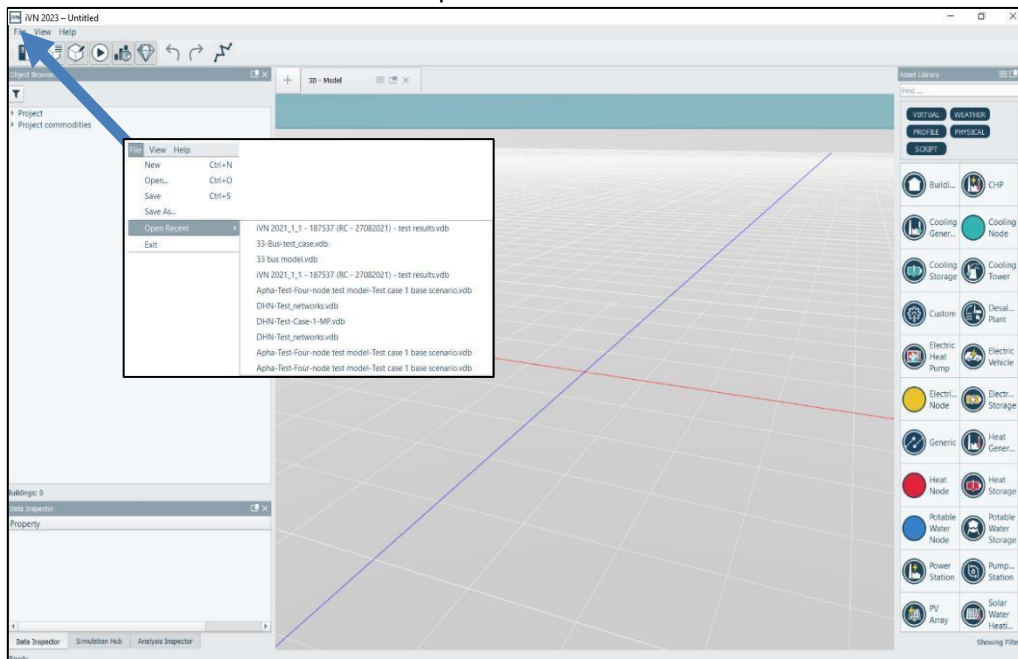 iVN 2023 – Untitled
File View Help
Object Browser
3D - Model
Project
Project commodities
File View Help
New Ctrl+N
Open... Ctrl+O
Save Ctrl+S
Save As...
Open Recent
Exit
iVN 2021_1_1 - 187537 (RC - 27082021) - test results.vdb
33-Bus-test_case.vdb
33 bus model.vdb
iVN 2021_1_1 - 187537 (RC - 27082021) - test results.vdb
Apha-Test-Four-node test model-Test case 1 base scenario.vdb
DHN-Test_networks.vdb
DHN-Test-Case-1-MP.vdb
DHN-Test_networks.vdb
Apha-Test-Four-node test model-Test case 1 base scenario.vdb
Apha-Test-Four-node test model-Test case 1 base scenario.vdb
Buildings: 0
Data Inspector
Property
Data Inspector Simulation Hub Analysis Inspector
Ready
Asset Library
Find ...
VIRTUAL WEATHER
PROFILE PHYSICAL
SCRIPT
Buildi... CHP
Cooling Cooling
Gener... Node
Cooling Cooling
Storage Tower
Custom Desal...
Plant
Electric
Heat Electric
Pump Vehicle
Electri... Electr...
Node Storage
Generic Heat
Gener...
Heat Heat
Node Storage
Potable Potable
Water Water
Node Storage
Power Pump...
Station Station
PV Solar
Array Water
Heati...
Showing Filte